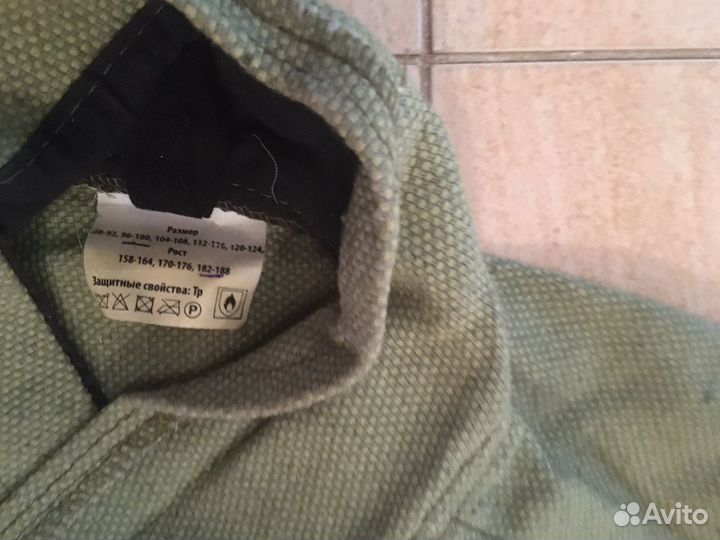 Размер
88-92, 96-100, 104-108, 112-116, 120-124,
Рост
158-164, 170-176, 182-188
Защитные свойства: Тр
P
Avito